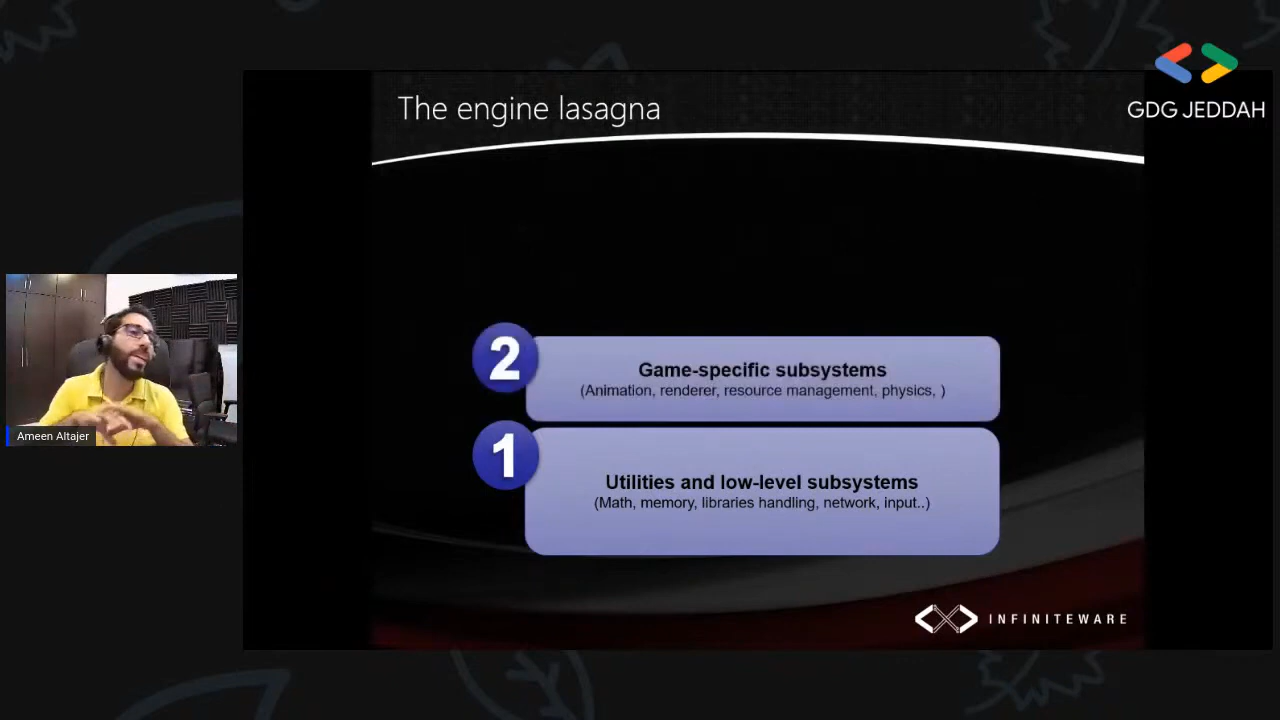 The engine lasagna
GDG JEDDAH
2
Game-specific subsystems
(Animation, renderer, resource management, physics, )
1
Utilities and low-level subsystems
(Math, memory, libraries handling, network, input..)
Ameen Altajer
INFINITEWARE